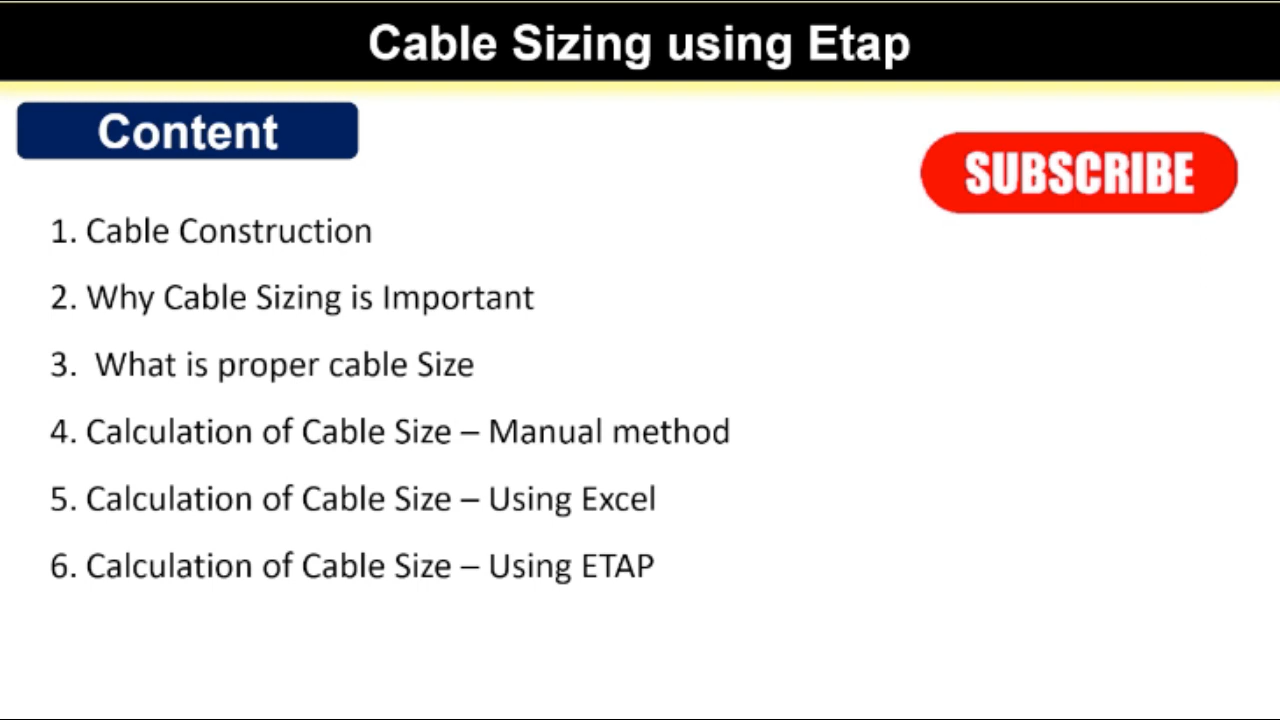 Cable Sizing using Etap
Content
SUBSCRIBE
1. Cable Construction
2. Why Cable Sizing is Important
3. What is proper cable Size
4. Calculation of Cable Size – Manual method
5. Calculation of Cable Size – Using Excel
6. Calculation of Cable Size – Using ETAP